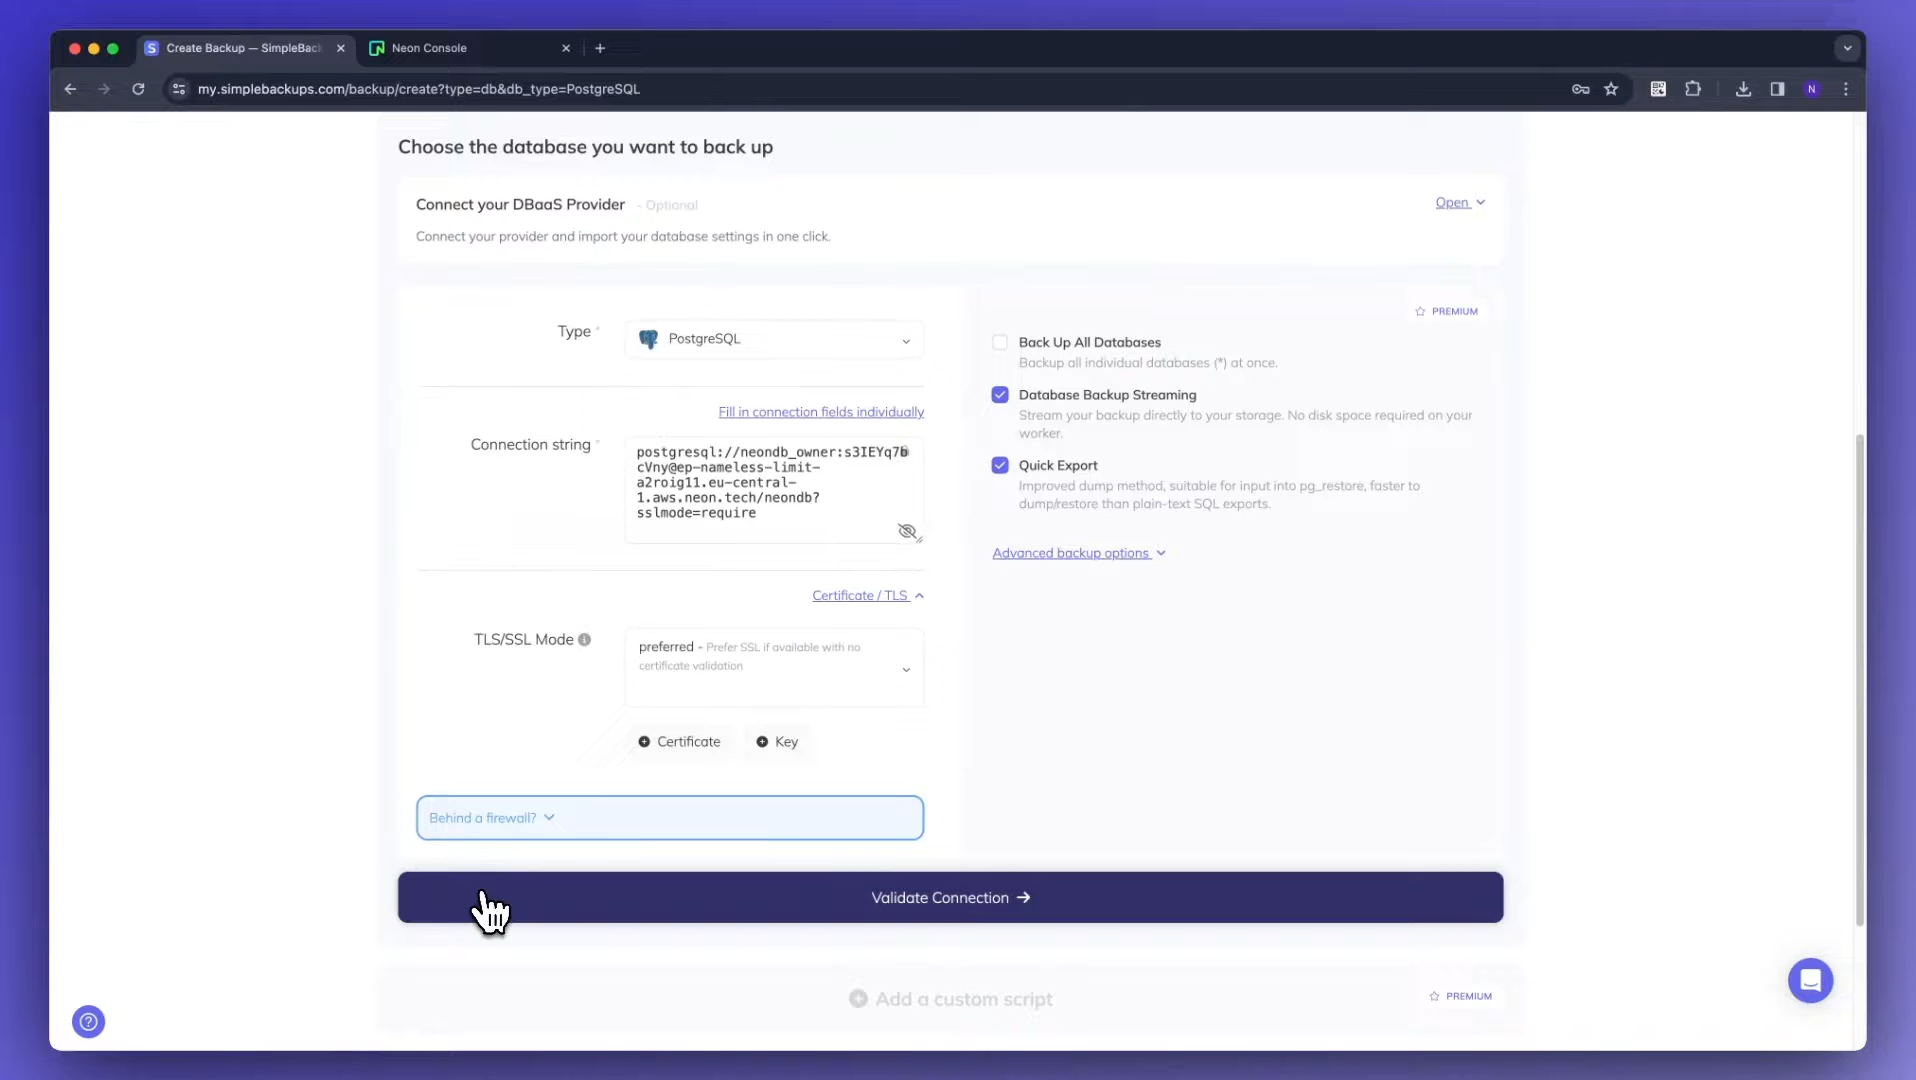 S Create Backup — SimpleBac
Neon Console
my.simplebackups.com/backup/create?type=db&db_type=PostgreSQL
N
Choose the database you want to back up
Connect your DBaaS Provider - Optional
Open
Connect your provider and import your database settings in one click.
PREMIUM
Type *
PostgreSQL
Back Up All Databases
Backup all individual databases (*) at once.
Database Backup Streaming
Stream your backup directly to your storage. No disk space required on your
worker.
Fill in connection fields individually
Connection string *
postgresql://neondb_owner:s3IEYq7b
cVny@ep-nameless-limit-
a2roig11.eu-central-
1.aws.neon.tech/neondb?
sslmode=require
Quick Export
Improved dump method, suitable for input into pg_restore, faster to
dump/restore than plain-text SQL exports.
Advanced backup options
Certificate / TLS
TLS/SSL Mode
preferred - Prefer SSL if available with no
certificate validation
Certificate
Key
Behind a firewall?
Validate Connection →
Add a custom script
PREMIUM